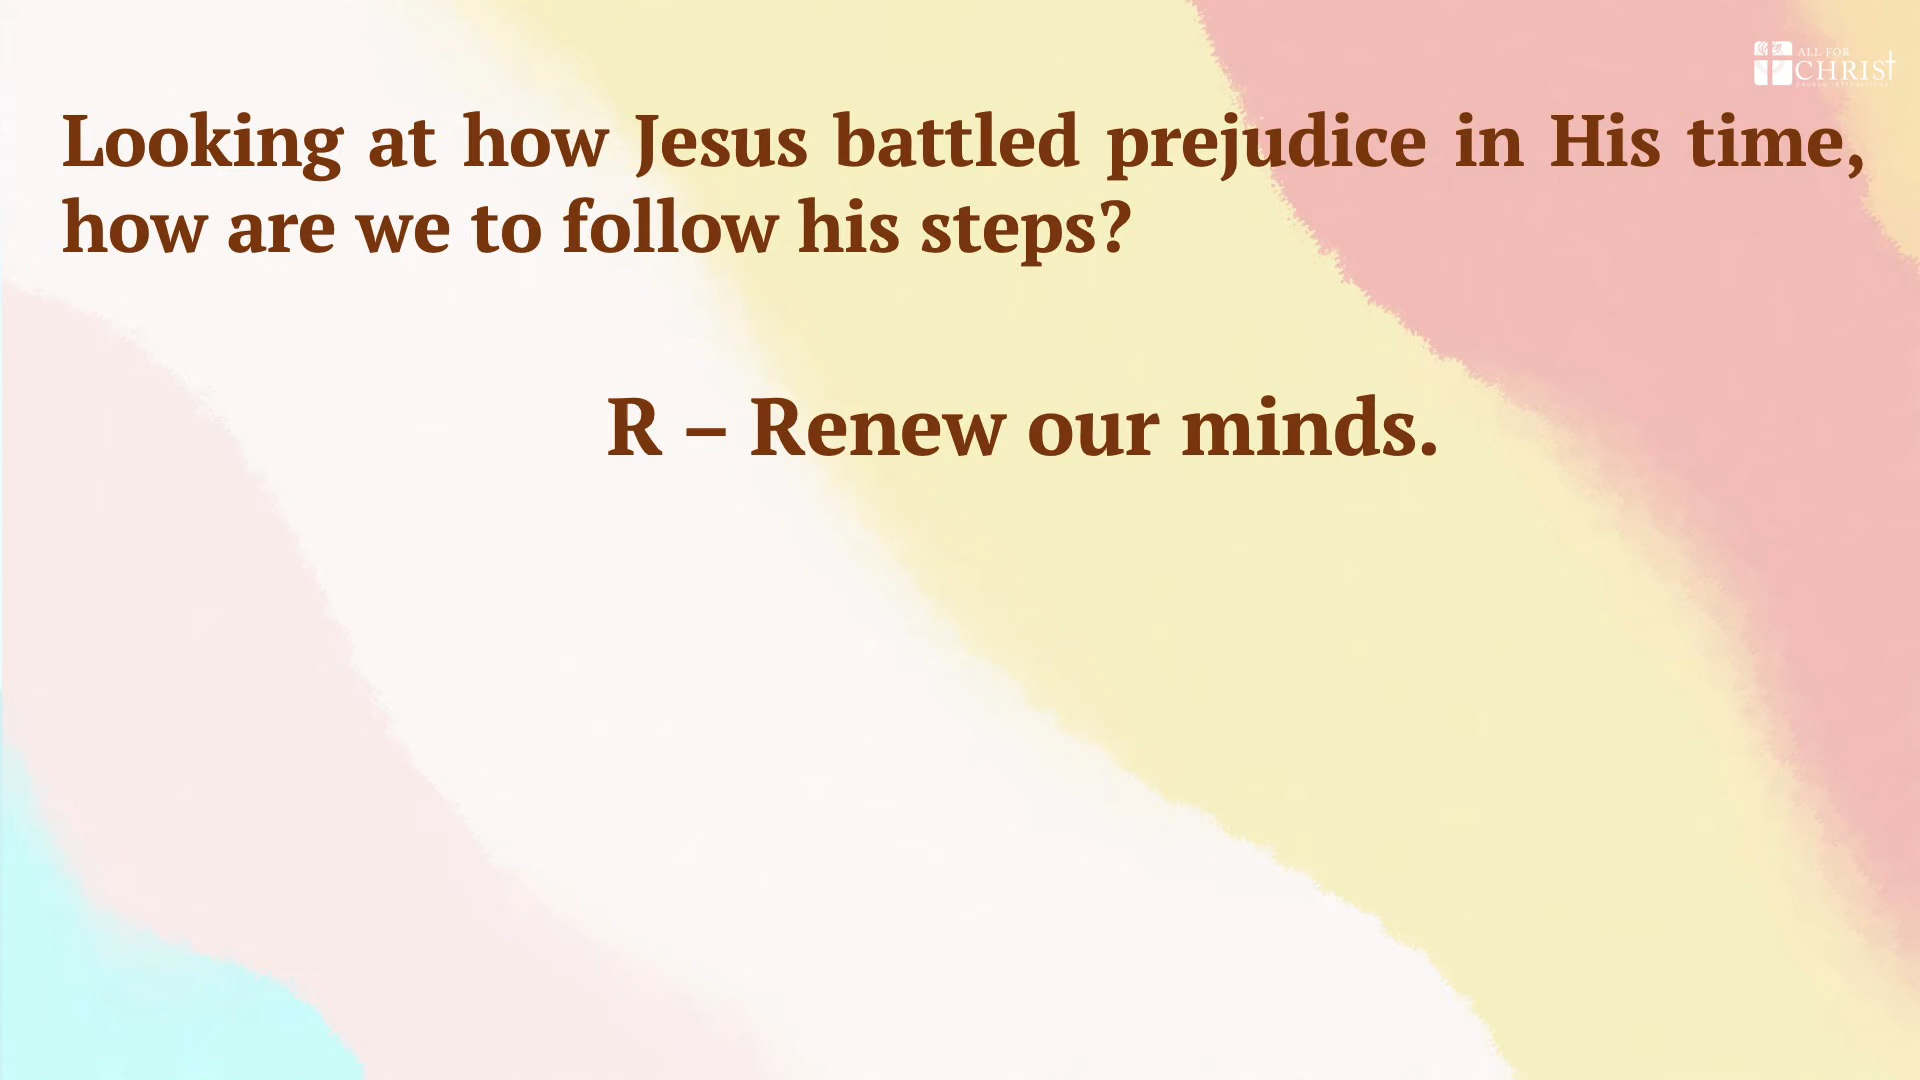 ALL FOR
CHRIST
Looking at how Jesus battled prejudice in His time,
how are we to follow his steps?
R – Renew our minds.